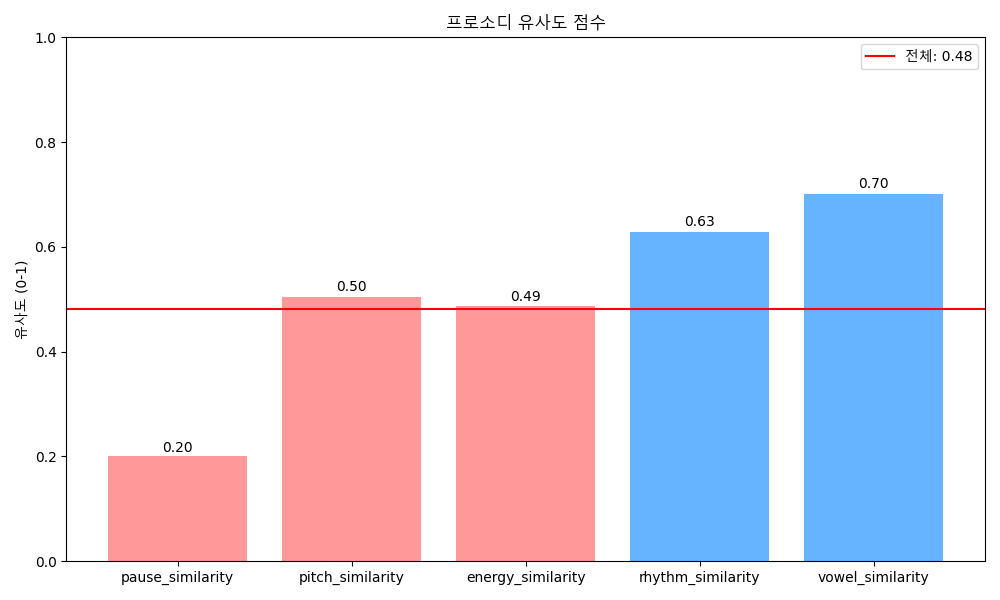 프로소디 유사도 점수
전체: 0.48
유사도 (0-1)
1.0
0.8
0.6
0.4
0.2
0.0
0.20
0.50
0.49
0.63
0.70
pause_similarity
pitch_similarity
energy_similarity
rhythm_similarity
vowel_similarity